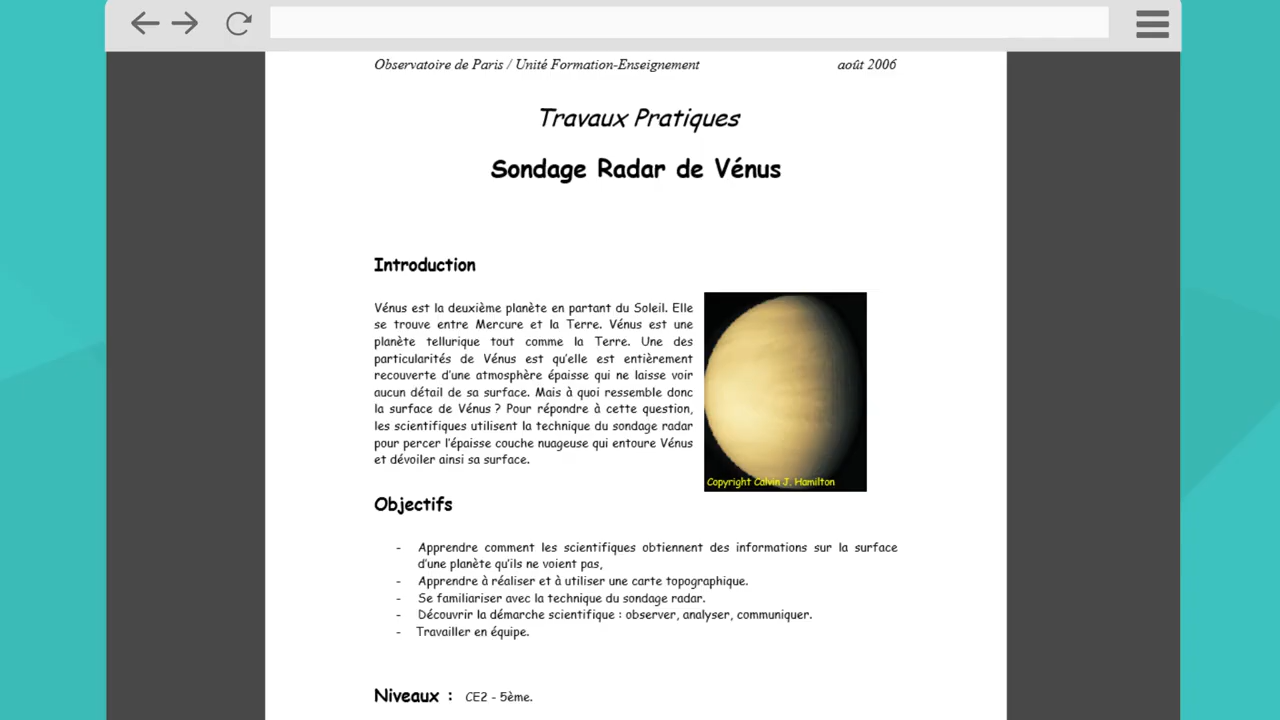 Observatoire de Paris / Unité Formation-Enseignement août 2006
Travaux Pratiques
Sondage Radar de Vénus
Introduction
Vénus est la deuxième planète en partant du Soleil. Elle
se trouve entre Mercure et la Terre. Vénus est une
planète tellurique tout comme la Terre. Une des
particularités de Vénus est qu'elle est entièrement
recouverte d'une atmosphère épaisse qui ne laisse voir
aucun détail de sa surface. Mais à quoi ressemble donc
la surface de Vénus ? Pour répondre à cette question,
les scientifiques utilisent la technique du sondage radar
pour percer l'épaisse couche nuageuse qui entoure Vénus
et dévoiler ainsi sa surface.
Copyright Calvin J. Hamilton
Objectifs
- Apprendre comment les scientifiques obtiennent des informations sur la surface
d'une planète qu'ils ne voient pas,
- Apprendre à réaliser et à utiliser une carte topographique.
- Se familiariser avec la technique du sondage radar.
- Découvrir la démarche scientifique : observer, analyser, communiquer.
- Travailler en équipe.
Niveaux : CE2 - 5ème.